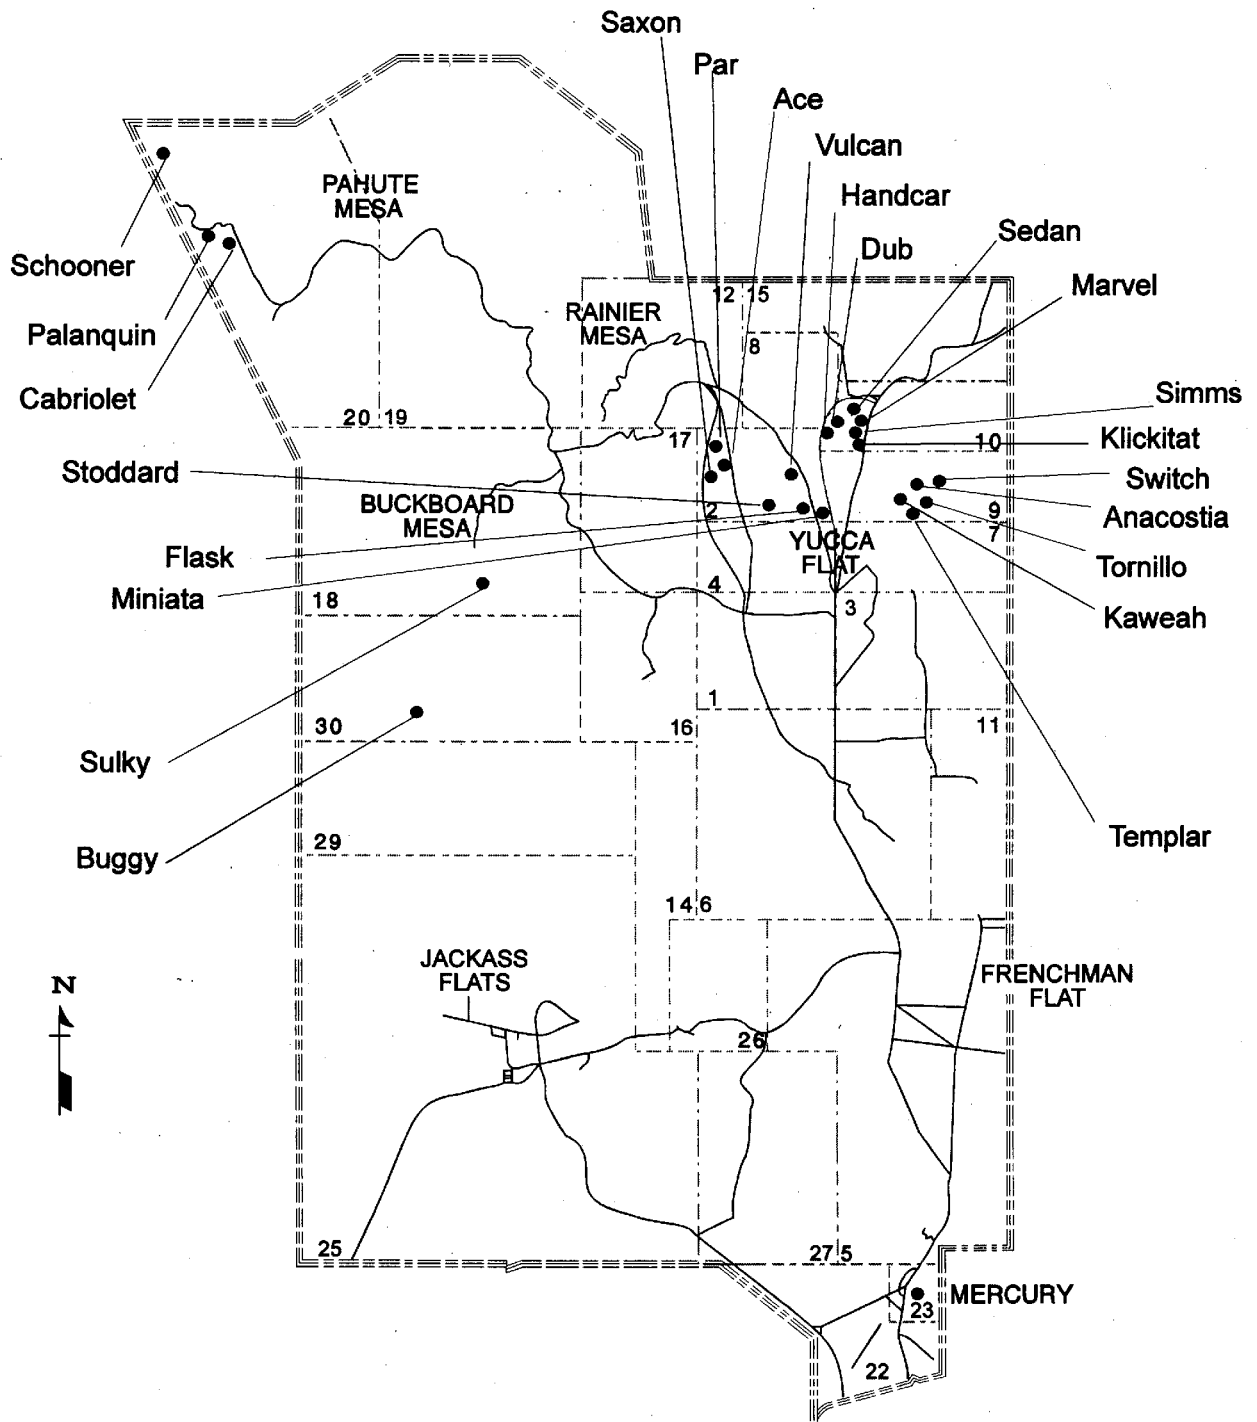 Saxon
Par
Ace
Vulcan
Handcar
Dub
Sedan
Marvel
Simms
Klickitat
Switch
Anacostia
Tornillo
Kaweah
Templar
Schooner
Palanquin
Cabriolet
Stoddard
Flask
Miniata
Sulky
Buggy
PAHUTE
MESA
RAINIER
MESA
BUCKBOARD
MESA
YUCCA
FLAT
JACKASS
FLATS
FRENCHMAN
FLAT
MERCURY
N
12 15
8
20 19
17
10
2
9
7
18
4
3
30
16
1
11
29
14 6
26
25
27 5
23
22